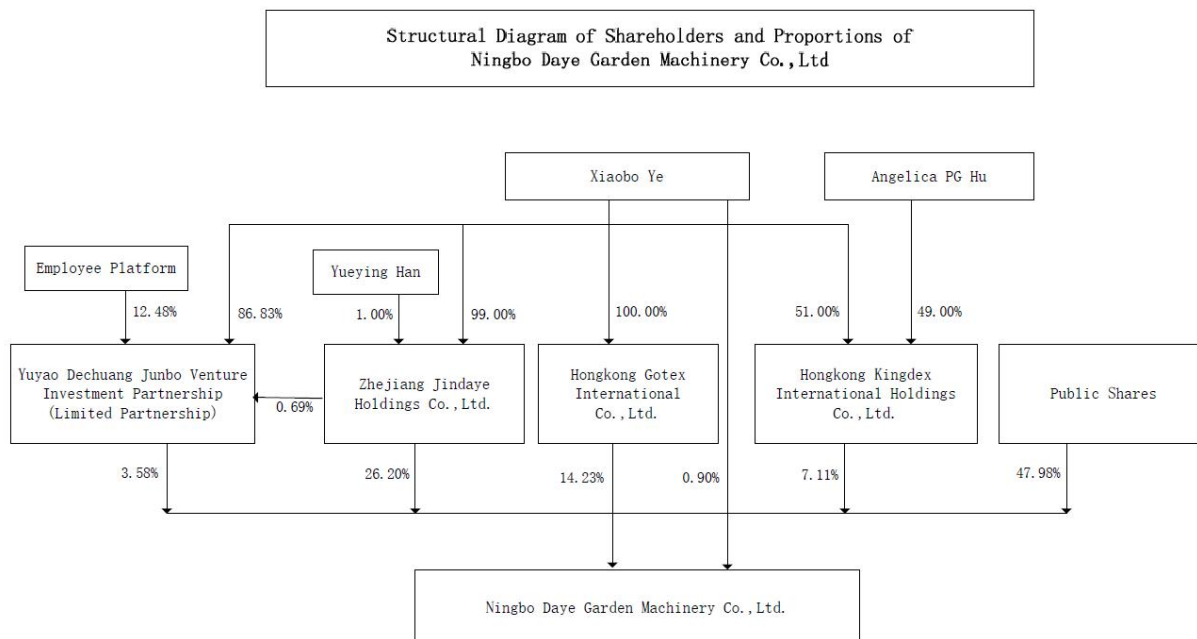 Structural Diagram of Shareholders and Proportions of
Ningbo Daye Garden Machinery Co.,Ltd
Xiaobo Ye
Angelica PG Hu
Employee Platform
Yueying Han
12.48%
86.83%
1.00%
99.00%
100.00%
51.00%
49.00%
Yuyao Dechuang Junbo Venture
Investment Partnership
(Limited Partnership)
0.69%
Zhejiang Jindaye
Holdings Co.,Ltd.
Hongkong Gotex
International
Co.,Ltd.
Hongkong Kingdex
International Holdings
Co.,Ltd.
Public Shares
3.58%
26.20%
14.23%
0.90%
7.11%
47.98%
Ningbo Daye Garden Machinery Co.,Ltd.